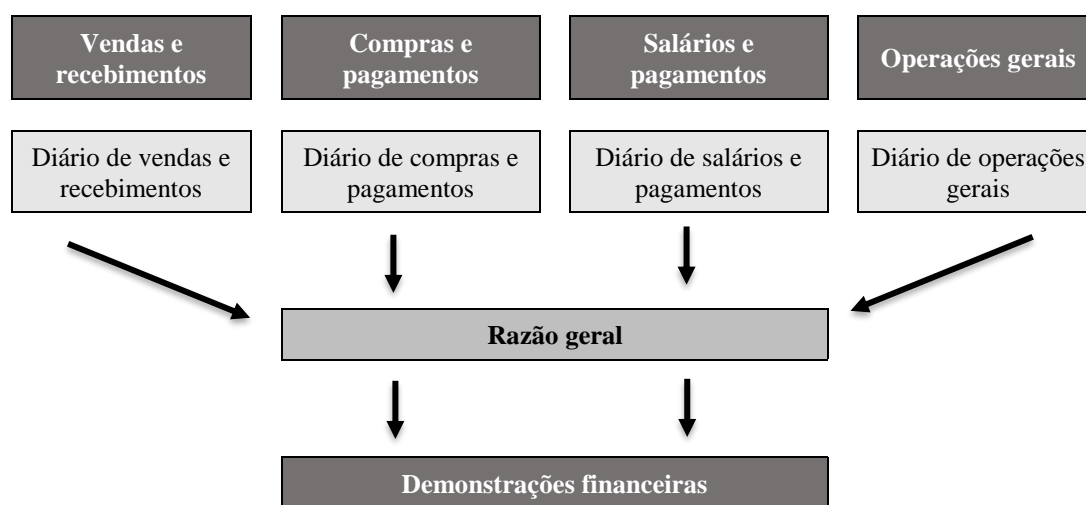 Vendas e
recebimentos
Compras e
pagamentos
Salários e
pagamentos
Operações gerais
Diário de vendas e
recebimentos
Diário de compras e
pagamentos
Diário de salários e
pagamentos
Diário de operações
gerais
Razão geral
Demonstrações financeiras